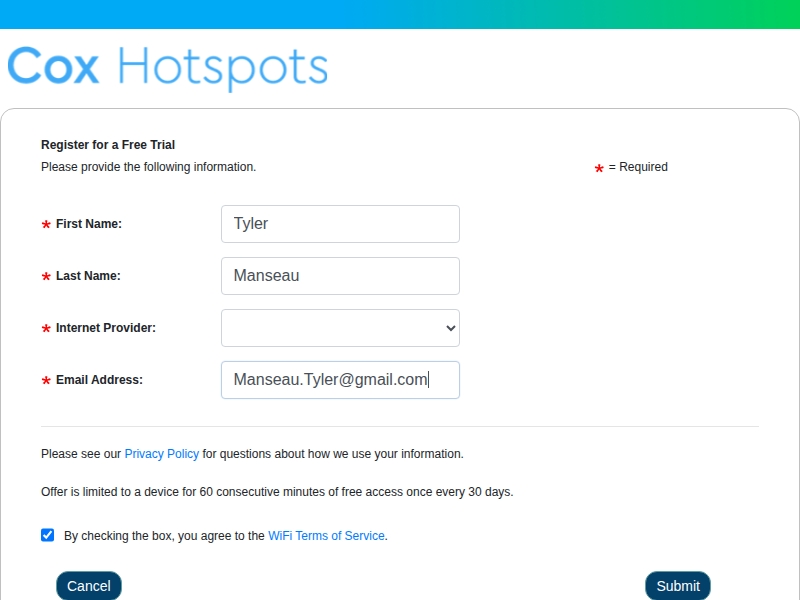 Cox Hotspots
Register for a Free Trial
Please provide the following information.
* = Required
* First Name: Tyler
* Last Name: Manseau
* Internet Provider:
* Email Address: Manseau.Tyler@gmail.com
Please see our Privacy Policy for questions about how we use your information.
Offer is limited to a device for 60 consecutive minutes of free access once every 30 days.
By checking the box, you agree to the WiFi Terms of Service.
Cancel Submit